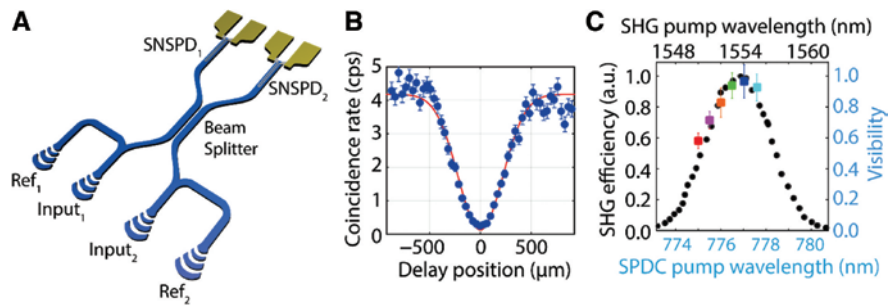 A
SNSPD1
SNSPD2
Beam
Splitter
Ref1
Input1
Input2
Ref2
B
Coincidence rate (cps)
5
4
3
2
1
0
−500
0
500
Delay position (μm)
C
SHG pump wavelength (nm)
1548
1554
1560
SHG efficiency (a.u.)
1.0
0.8
0.6
0.4
0.2
0.0
1.0
0.8
0.6
0.4
0.2
0.0
Visibility
774
776
778
780
SPDC pump wavelength (nm)